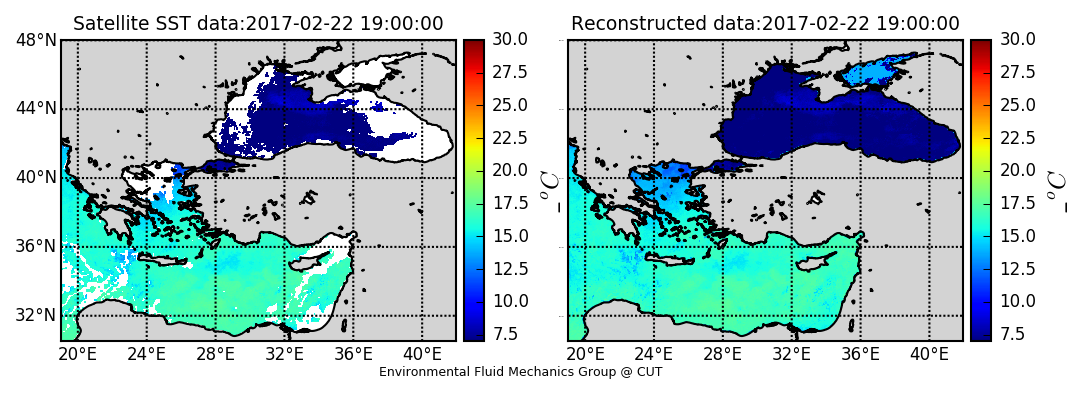 Satellite SST data:2017-02-22 19:00:00
48°N
44°N
40°N
36°N
32°N
20°E 24°E 28°E 32°E 36°E 40°E
30.0
27.5
25.0
22.5
20.0
17.5
15.0
12.5
10.0
7.5
_ °C
Reconstructed data:2017-02-22 19:00:00
20°E 24°E 28°E 32°E 36°E 40°E
30.0
27.5
25.0
22.5
20.0
17.5
15.0
12.5
10.0
7.5
_ °C
Environmental Fluid Mechanics Group @ CUT